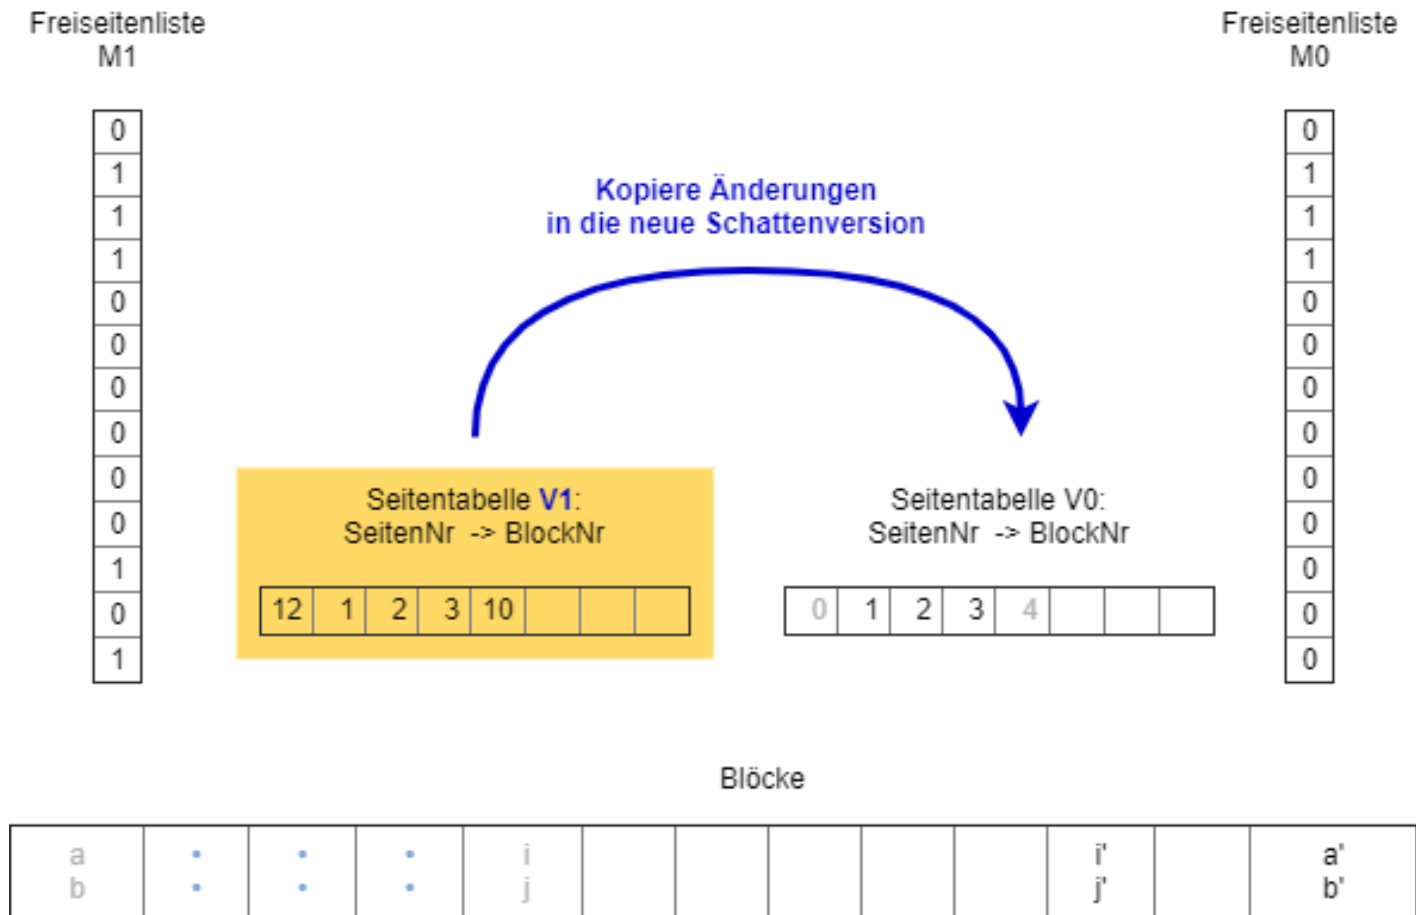 Freiseitenliste
M1
Freiseitenliste
M0
0
1
1
1
0
0
0
0
0
0
1
0
1
Kopiere Änderungen
in die neue Schattenversion
0
1
1
1
0
0
0
0
0
0
0
0
0
Seitentabelle V1:
SeitenNr -> BlockNr
12 1 2 3 10
Seitentabelle V0:
SeitenNr -> BlockNr
0 1 2 3 4
Blöcke
a i i' a'
b j j' b'